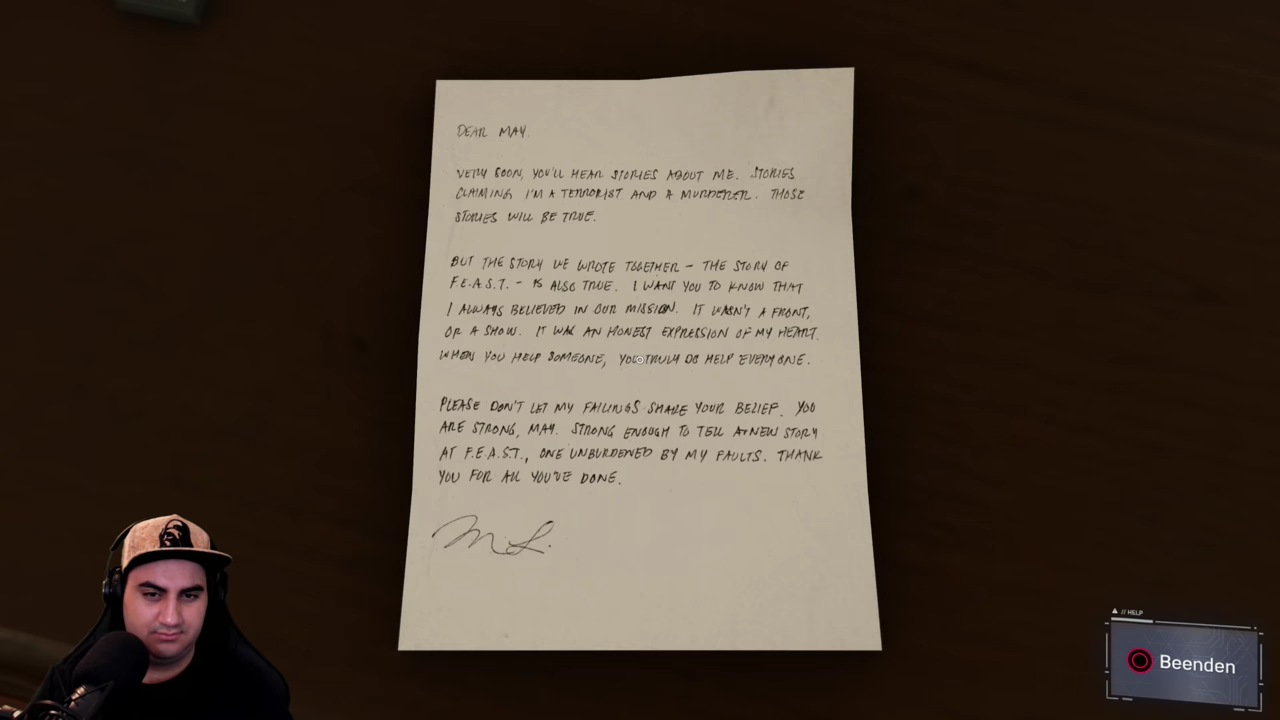 DEAR MAY.
VERY SOON, YOU'LL HEAR STORIES ABOUT ME. STORIES
CLAIMING I'M A TERRORIST AND A MURDERER. THOSE
STORIES WILL BE TRUE.
BUT THE STORY WE WROTE TOGETHER - THE STORY OF
F.E.A.S.T. - IS ALSO TRUE. I WANT YOU TO KNOW THAT
I ALWAYS BELIEVED IN OUR MISSION. IT WASN'T A FRONT,
OR A SHOW. IT WAS AN HONEST EXPRESSION OF MY HEART.
WHEN YOU HELP SOMEONE, YOU TRULY DO HELP EVERYONE.
PLEASE DON'T LET MY FAILINGS SHAKE YOUR BELIEF. YOU
ARE STRONG, MAY. STRONG ENOUGH TO TELL A NEW STORY
AT F.E.A.S.T., ONE UNBURDENED BY MY FAULTS. THANK
YOU FOR ALL YOU'VE DONE.
M.L.
// HELP
Beenden